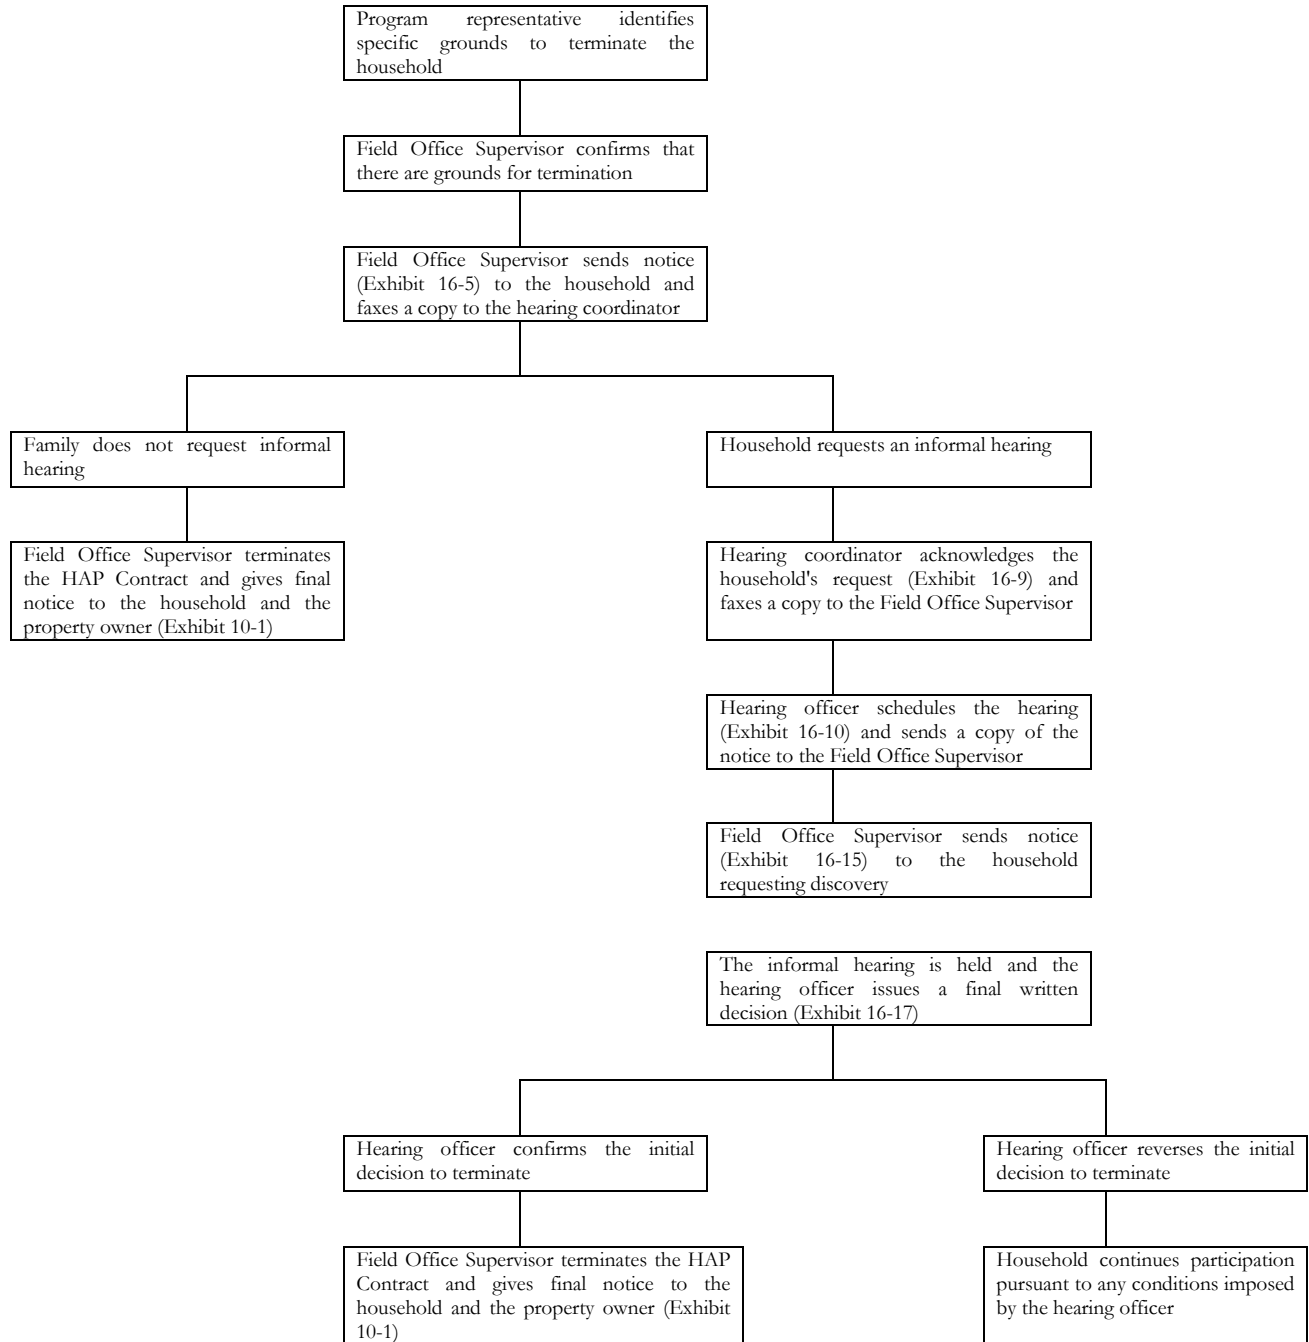 Program representative identifies
specific grounds to terminate the
household
Field Office Supervisor confirms that
there are grounds for termination
Field Office Supervisor sends notice
(Exhibit 16-5) to the household and
faxes a copy to the hearing coordinator
Family does not request informal
hearing
Household requests an informal hearing
Field Office Supervisor terminates
the HAP Contract and gives final
notice to the household and the
property owner (Exhibit 10-1)
Hearing coordinator acknowledges the
household's request (Exhibit 16-9) and
faxes a copy to the Field Office Supervisor
Hearing officer schedules the hearing
(Exhibit 16-10) and sends a copy of the
notice to the Field Office Supervisor
Field Office Supervisor sends notice
(Exhibit 16-15) to the household
requesting discovery
The informal hearing is held and the
hearing officer issues a final written
decision (Exhibit 16-17)
Hearing officer confirms the initial
decision to terminate
Hearing officer reverses the initial
decision to terminate
Field Office Supervisor terminates the HAP
Contract and gives final notice to the
household and the property owner (Exhibit
10-1)
Household continues participation
pursuant to any conditions imposed
by the hearing officer